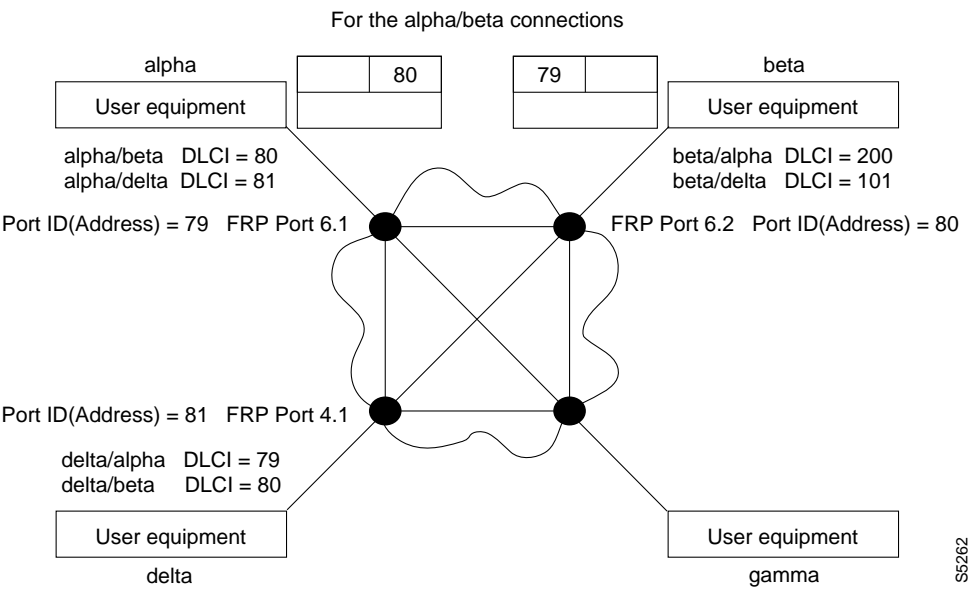 For the alpha/beta connections
alpha
80
79
beta
User equipment
User equipment
alpha/beta DLCI = 80
alpha/delta DLCI = 81
beta/alpha DLCI = 200
beta/delta DLCI = 101
Port ID(Address) = 79 FRP Port 6.1
FRP Port 6.2 Port ID(Address) = 80
Port ID(Address) = 81 FRP Port 4.1
delta/alpha DLCI = 79
delta/beta DLCI = 80
User equipment
User equipment
delta
gamma
S5262